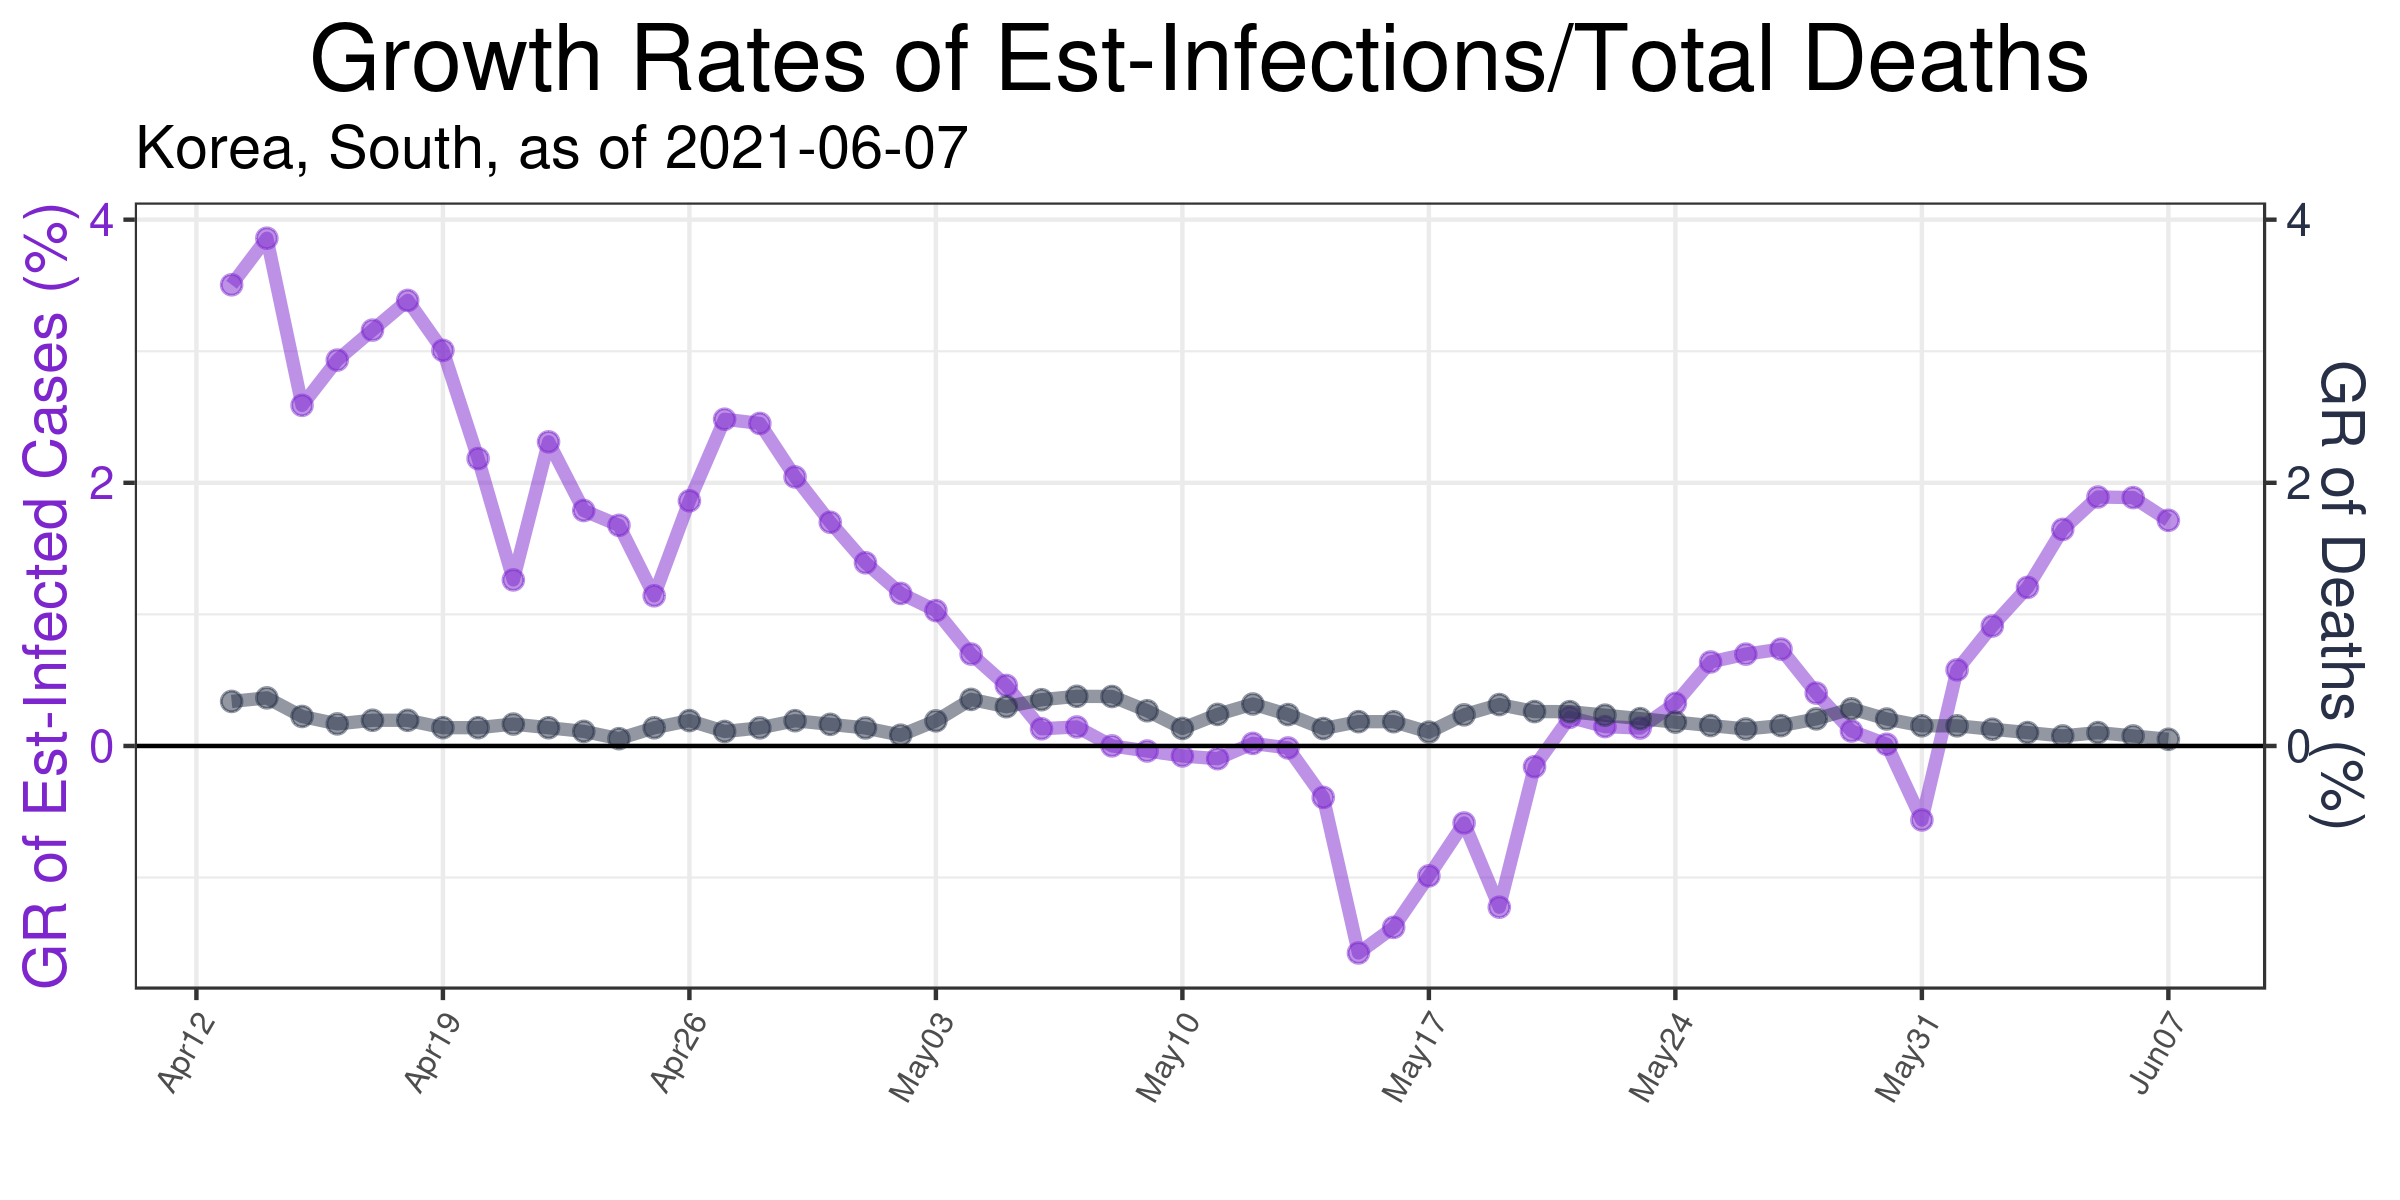 Growth Rates of Est-Infections/Total Deaths
Korea, South, as of 2021-06-07
GR of Est-Infected Cases (%)
4
2
0
4
2
0
GR of Deaths (%)
Apr12
Apr19
Apr26
May03
May10
May17
May24
May31
Jun07